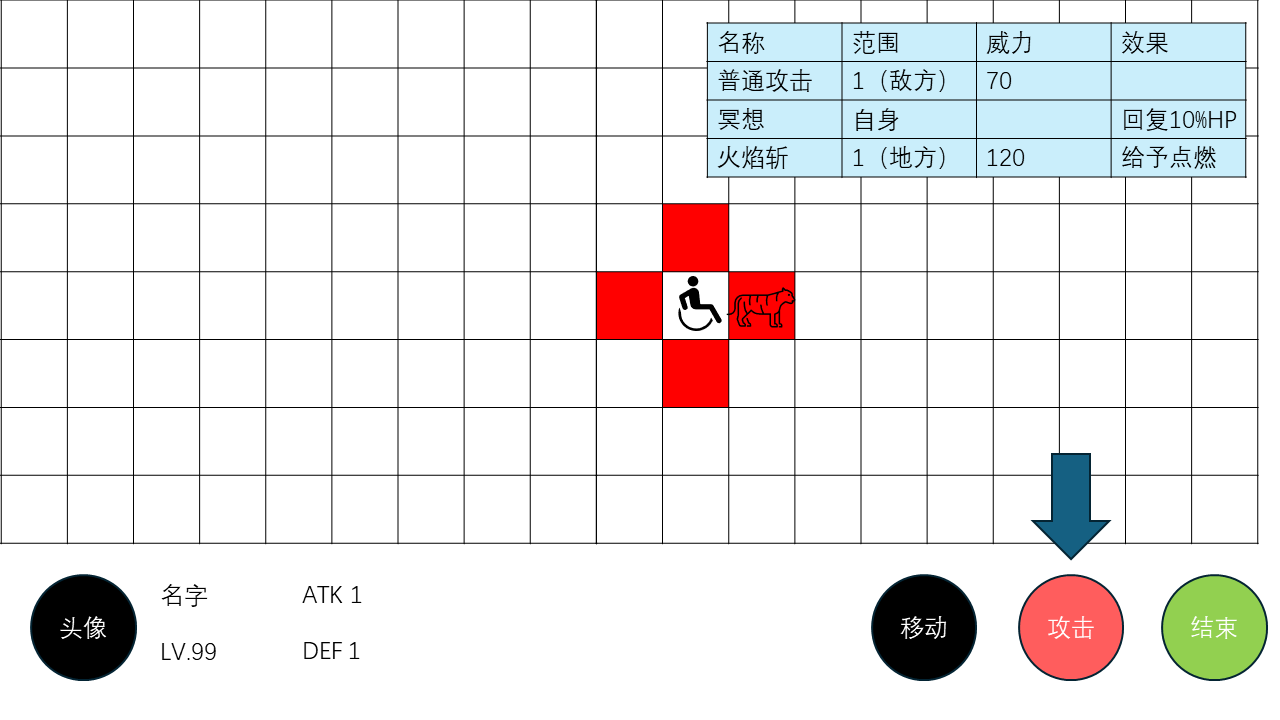 名称 范围 威力 效果
普通攻击 1（敌方） 70
冥想 自身 回复10%HP
火焰斩 1（地方） 120 给予点燃
头像
名字 ATK 1
LV.99 DEF 1
移动 攻击 结束